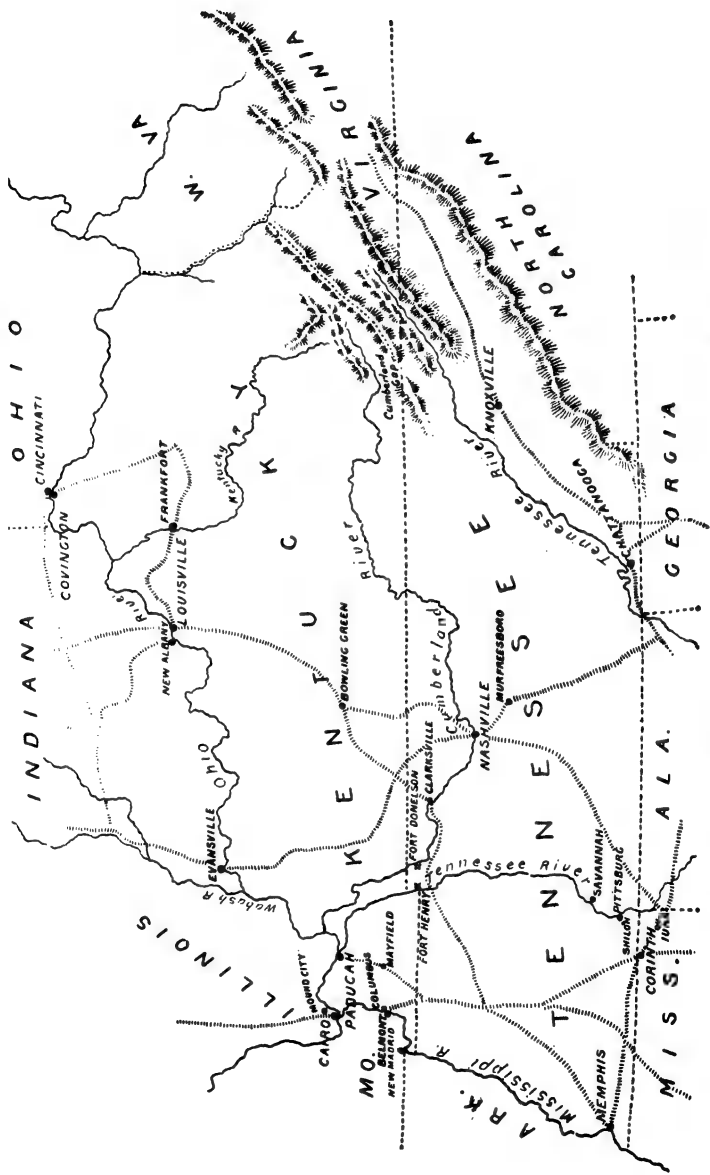 OHIO
INDIANA
ILLINOIS
W. VA
VIRGINIA
NORTH
CAROLINA
KENTUCKY
TENNESSEE
GEORGIA
ALA.
MISS.
ARK.
MO.
CINCINNATI
COVINGTON
FRANKFORT
LOUISVILLE
NEW ALBANY
River
Ohio
Kentucky R
EVANSVILLE
Wabash R
BOWLING GREEN
Cumberland
River
Cumberland
Gap
MOUND CITY
CAIRO
PADUCAH
COLUMBUS
MAYFIELD
BELMONT
NEW MADRID
FORT HENRY
FORT DONELSON
CLARKSVILLE
NASHVILLE
MURFREESBORO
Tennessee River
KNOXVILLE
Tennessee
River
CHATTANOOGA
SAVANNAH
PITTSBURG
SHILOH
CORINTH
MEMPHIS
Mississippi R.